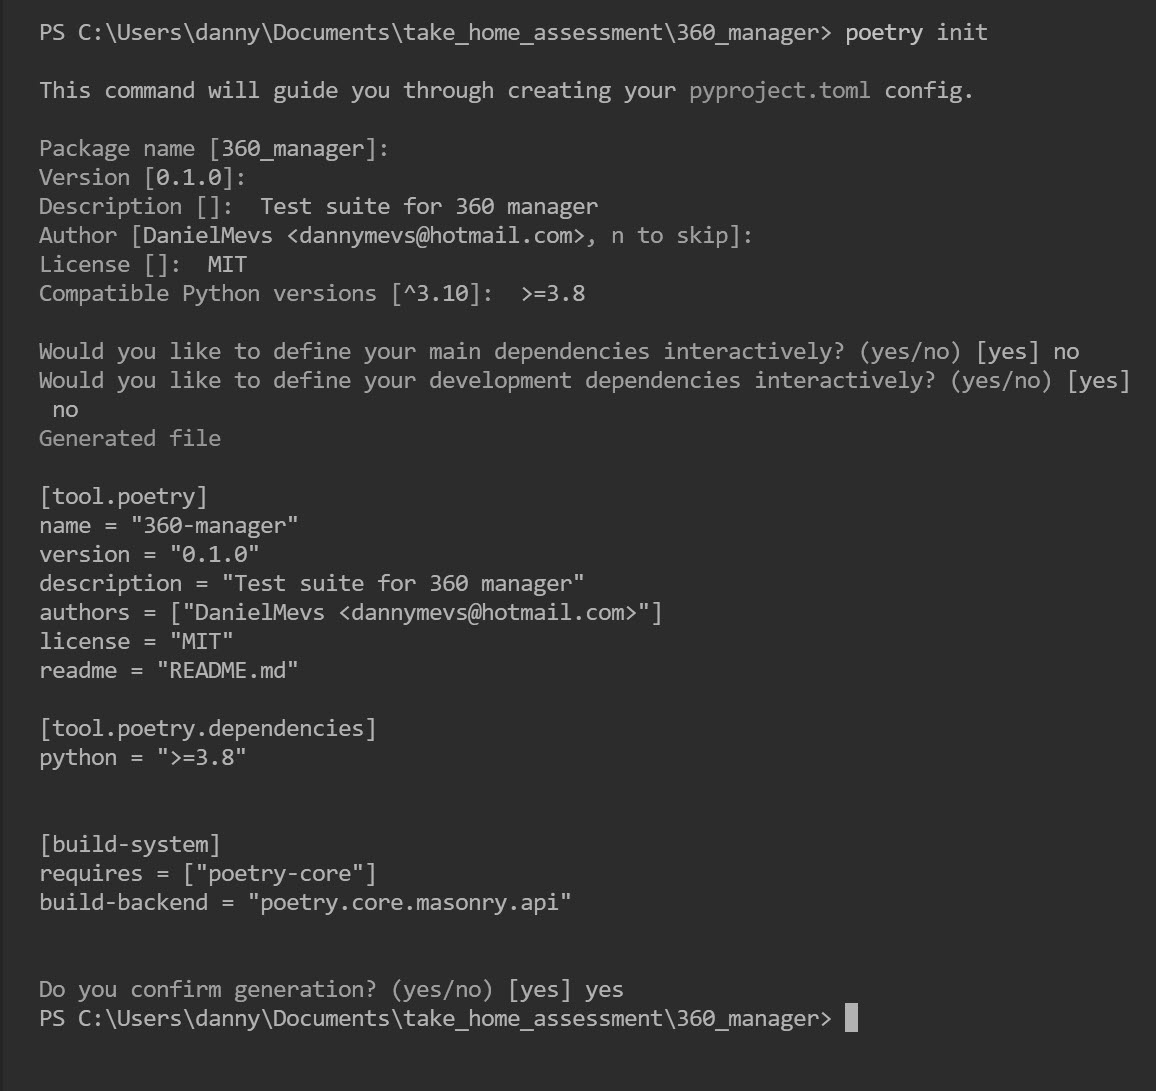 PS C:\Users\danny\Documents\take_home_assessment\360_manager> poetry init
This command will guide you through creating your pyproject.toml config.
Package name [360_manager]:
Version [0.1.0]:
Description []:  Test suite for 360 manager
Author [DanielMevs <dannymevs@hotmail.com>, n to skip]:
License []:  MIT
Compatible Python versions [^3.10]:  >=3.8
Would you like to define your main dependencies interactively? (yes/no) [yes] no
Would you like to define your development dependencies interactively? (yes/no) [yes]
 no
Generated file
[tool.poetry]
name = "360-manager"
version = "0.1.0"
description = "Test suite for 360 manager"
authors = ["DanielMevs <dannymevs@hotmail.com>"]
license = "MIT"
readme = "README.md"
[tool.poetry.dependencies]
python = ">=3.8"
[build-system]
requires = ["poetry-core"]
build-backend = "poetry.core.masonry.api"
Do you confirm generation? (yes/no) [yes] yes
PS C:\Users\danny\Documents\take_home_assessment\360_manager>